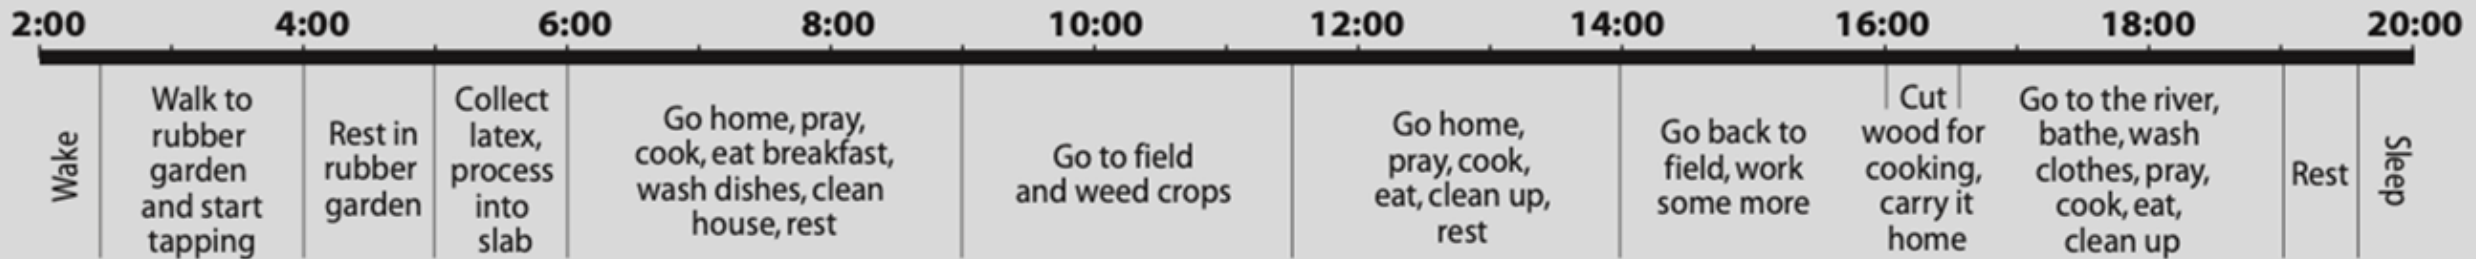 2:00 4:00 6:00 8:00 10:00 12:00 14:00 16:00 18:00 20:00
Wake
Walk to
rubber
garden
and start
tapping
Rest in
rubber
garden
Collect
latex,
process
into
slab
Go home, pray,
cook, eat breakfast,
wash dishes, clean
house, rest
Go to field
and weed crops
Go home,
pray, cook,
eat, clean up,
rest
Go back to
field, work
some more
Cut
wood for
cooking,
carry it
home
Go to the river,
bathe, wash
clothes, pray,
cook, eat,
clean up
Rest
Sleep